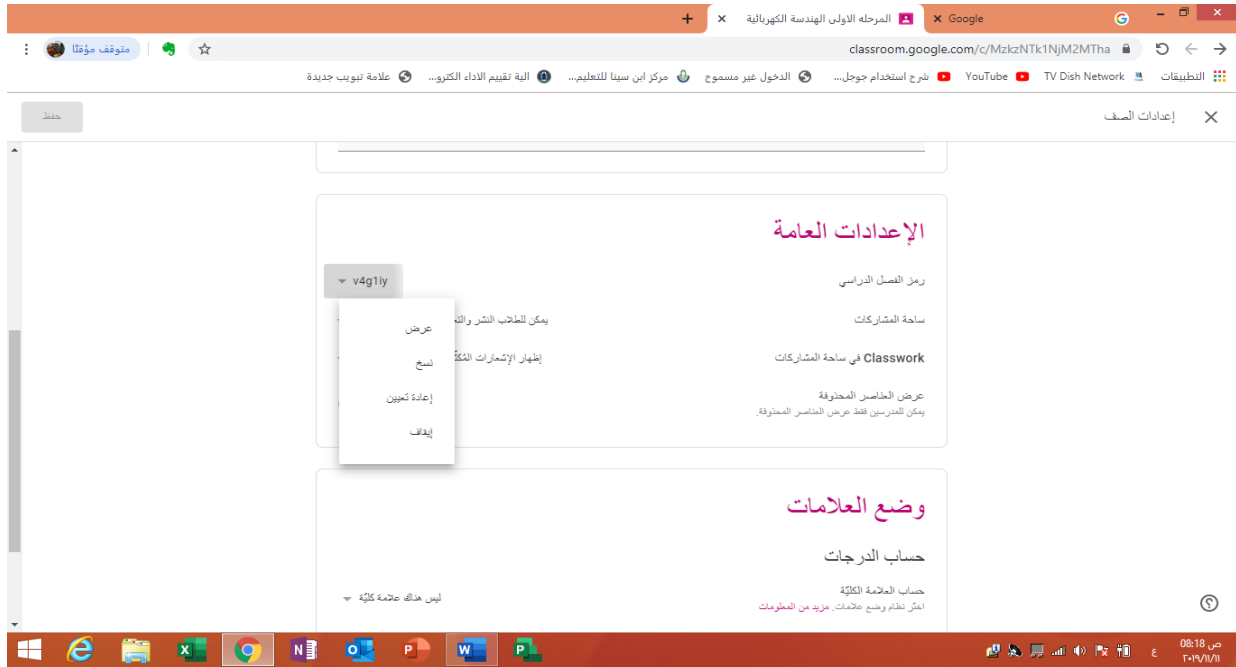 Google
المرحله الاولى الهندسة الكهربائية
classroom.google.com/c/MzkzNTk1NjM2MTha
متوقف مؤقتًا
التطبيقات
TV Dish Network
YouTube
شرح استخدام جوجل...
الدخول غير مسموح
مركز ابن سينا للتعليم...
الية تقييم الاداء الكترو...
علامة تبويب جديدة
إعدادات الصف
حفظ
الإعدادات العامة
رمز الفصل الدراسي
v4g1iy
ساحة المشاركات
يمكن للطلاب النشر والتع
Classwork في ساحة المشاركات
إظهار الإشعارات المُكثَّ
عرض العناصر المحذوفة
يمكن للمدرسين فقط عرض العناصر المحذوفة.
عرض
نسخ
إعادة تعيين
إيقاف
وضع العلامات
حساب الدرجات
حساب العلامة الكليّة
اختَر نظام وضع علامات. مزيد من المعلومات
ليس هناك علامة كليّة
ع
08:18 ص
٢٠١٩/١١/١١